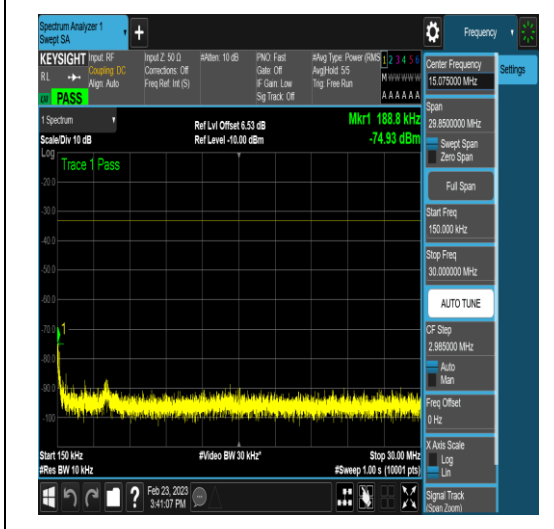 Spectrum Analyzer 1
Swept SA
+
Frequency
KEYSIGHT
RL
PASS
Input: RF
Coupling: DC
Align: Auto
Input Z: 50 Ω
Corrections: Off
Freq Ref: Int (S)
#Atten: 10 dB
PNO: Fast
Gate: Off
IF Gain: Low
Sig Track: Off
#Avg Type: Power (RMS
Avg|Hold: 5/5
Trig: Free Run
1 2 3 4 5 6
M W W W W W
A A A A A A
1 Spectrum
Scale/Div 10 dB
Ref Lvl Offset 6.53 dB
Ref Level -10.00 dBm
Mkr1 188.8 kHz
-74.93 dBm
Log
Trace 1 Pass
-20.0
-30.0
-40.0
-50.0
-60.0
-70.0
1
-80.0
-90.0
-100
Start 150 kHz
#Res BW 10 kHz
#Video BW 30 kHz*
Stop 30.00 MHz
#Sweep 1.00 s (10001 pts)
?
Feb 23, 2023
3:41:07 PM
Center Frequency
15.075000 MHz
Settings
Span
29.8500000 MHz
Swept Span
Zero Span
Full Span
Start Freq
150.000 kHz
Stop Freq
30.000000 MHz
AUTO TUNE
CF Step
2.985000 MHz
Auto
Man
Freq Offset
0 Hz
X Axis Scale
Log
Lin
Signal Track
(Span Zoom)